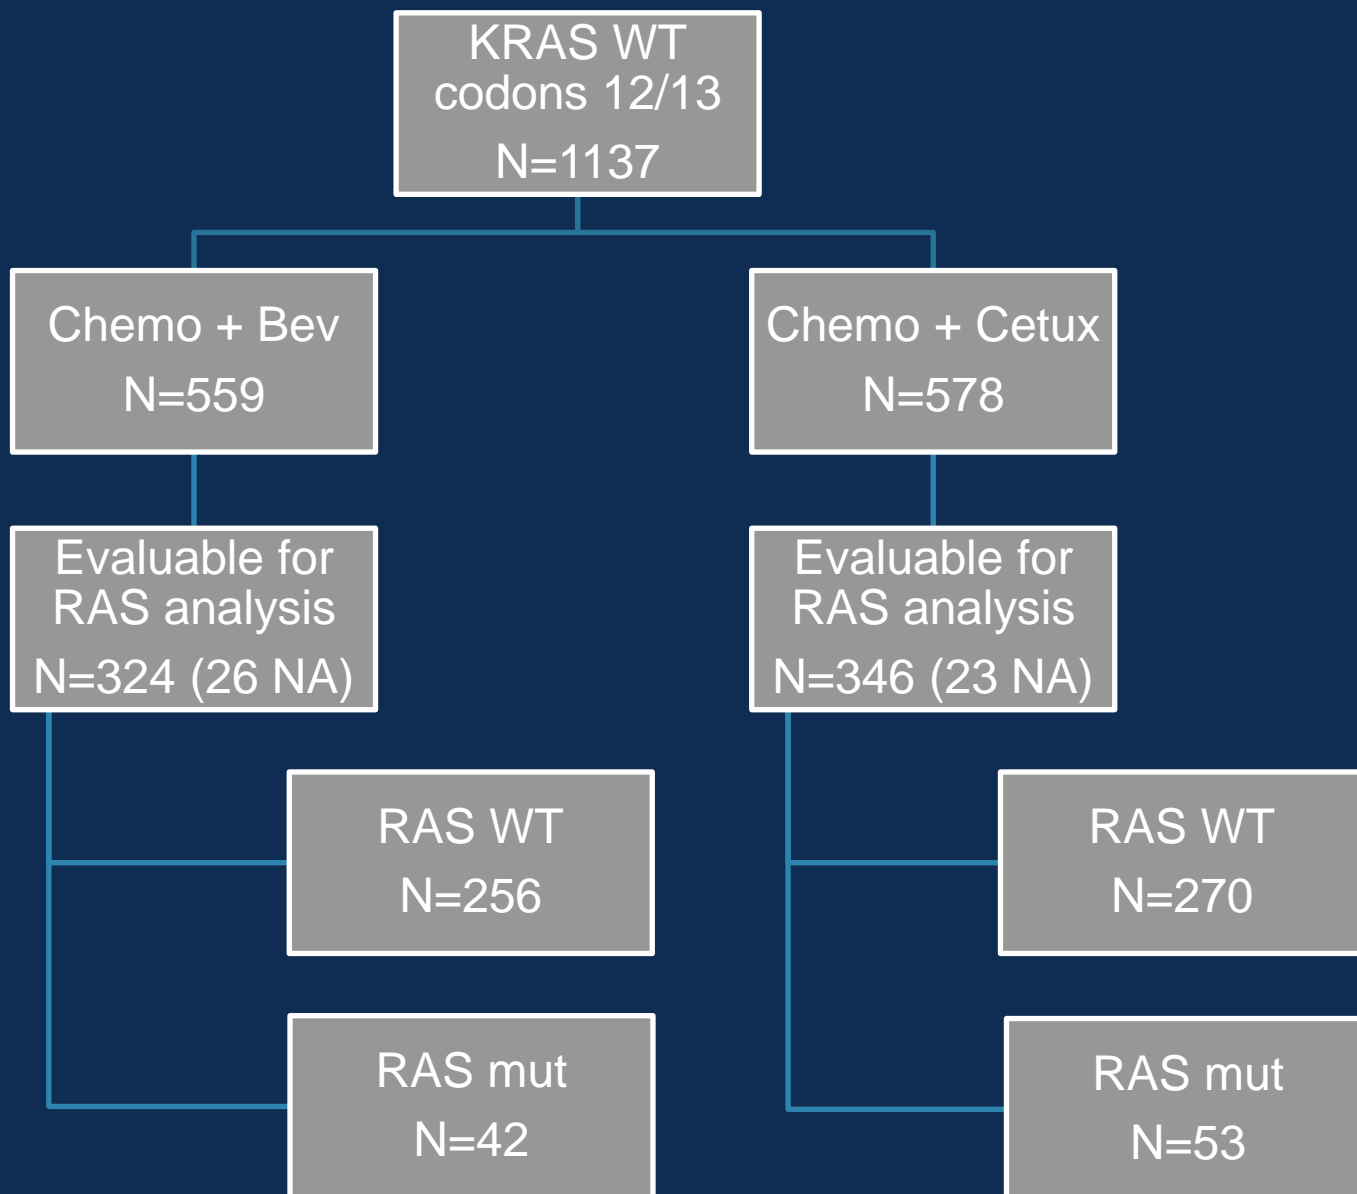 KRAS WT
codons 12/13
N=1137
Chemo + Bev
N=559
Chemo + Cetux
N=578
Evaluable for
RAS analysis
N=324 (26 NA)
Evaluable for
RAS analysis
N=346 (23 NA)
RAS WT
N=256
RAS WT
N=270
RAS mut
N=42
RAS mut
N=53